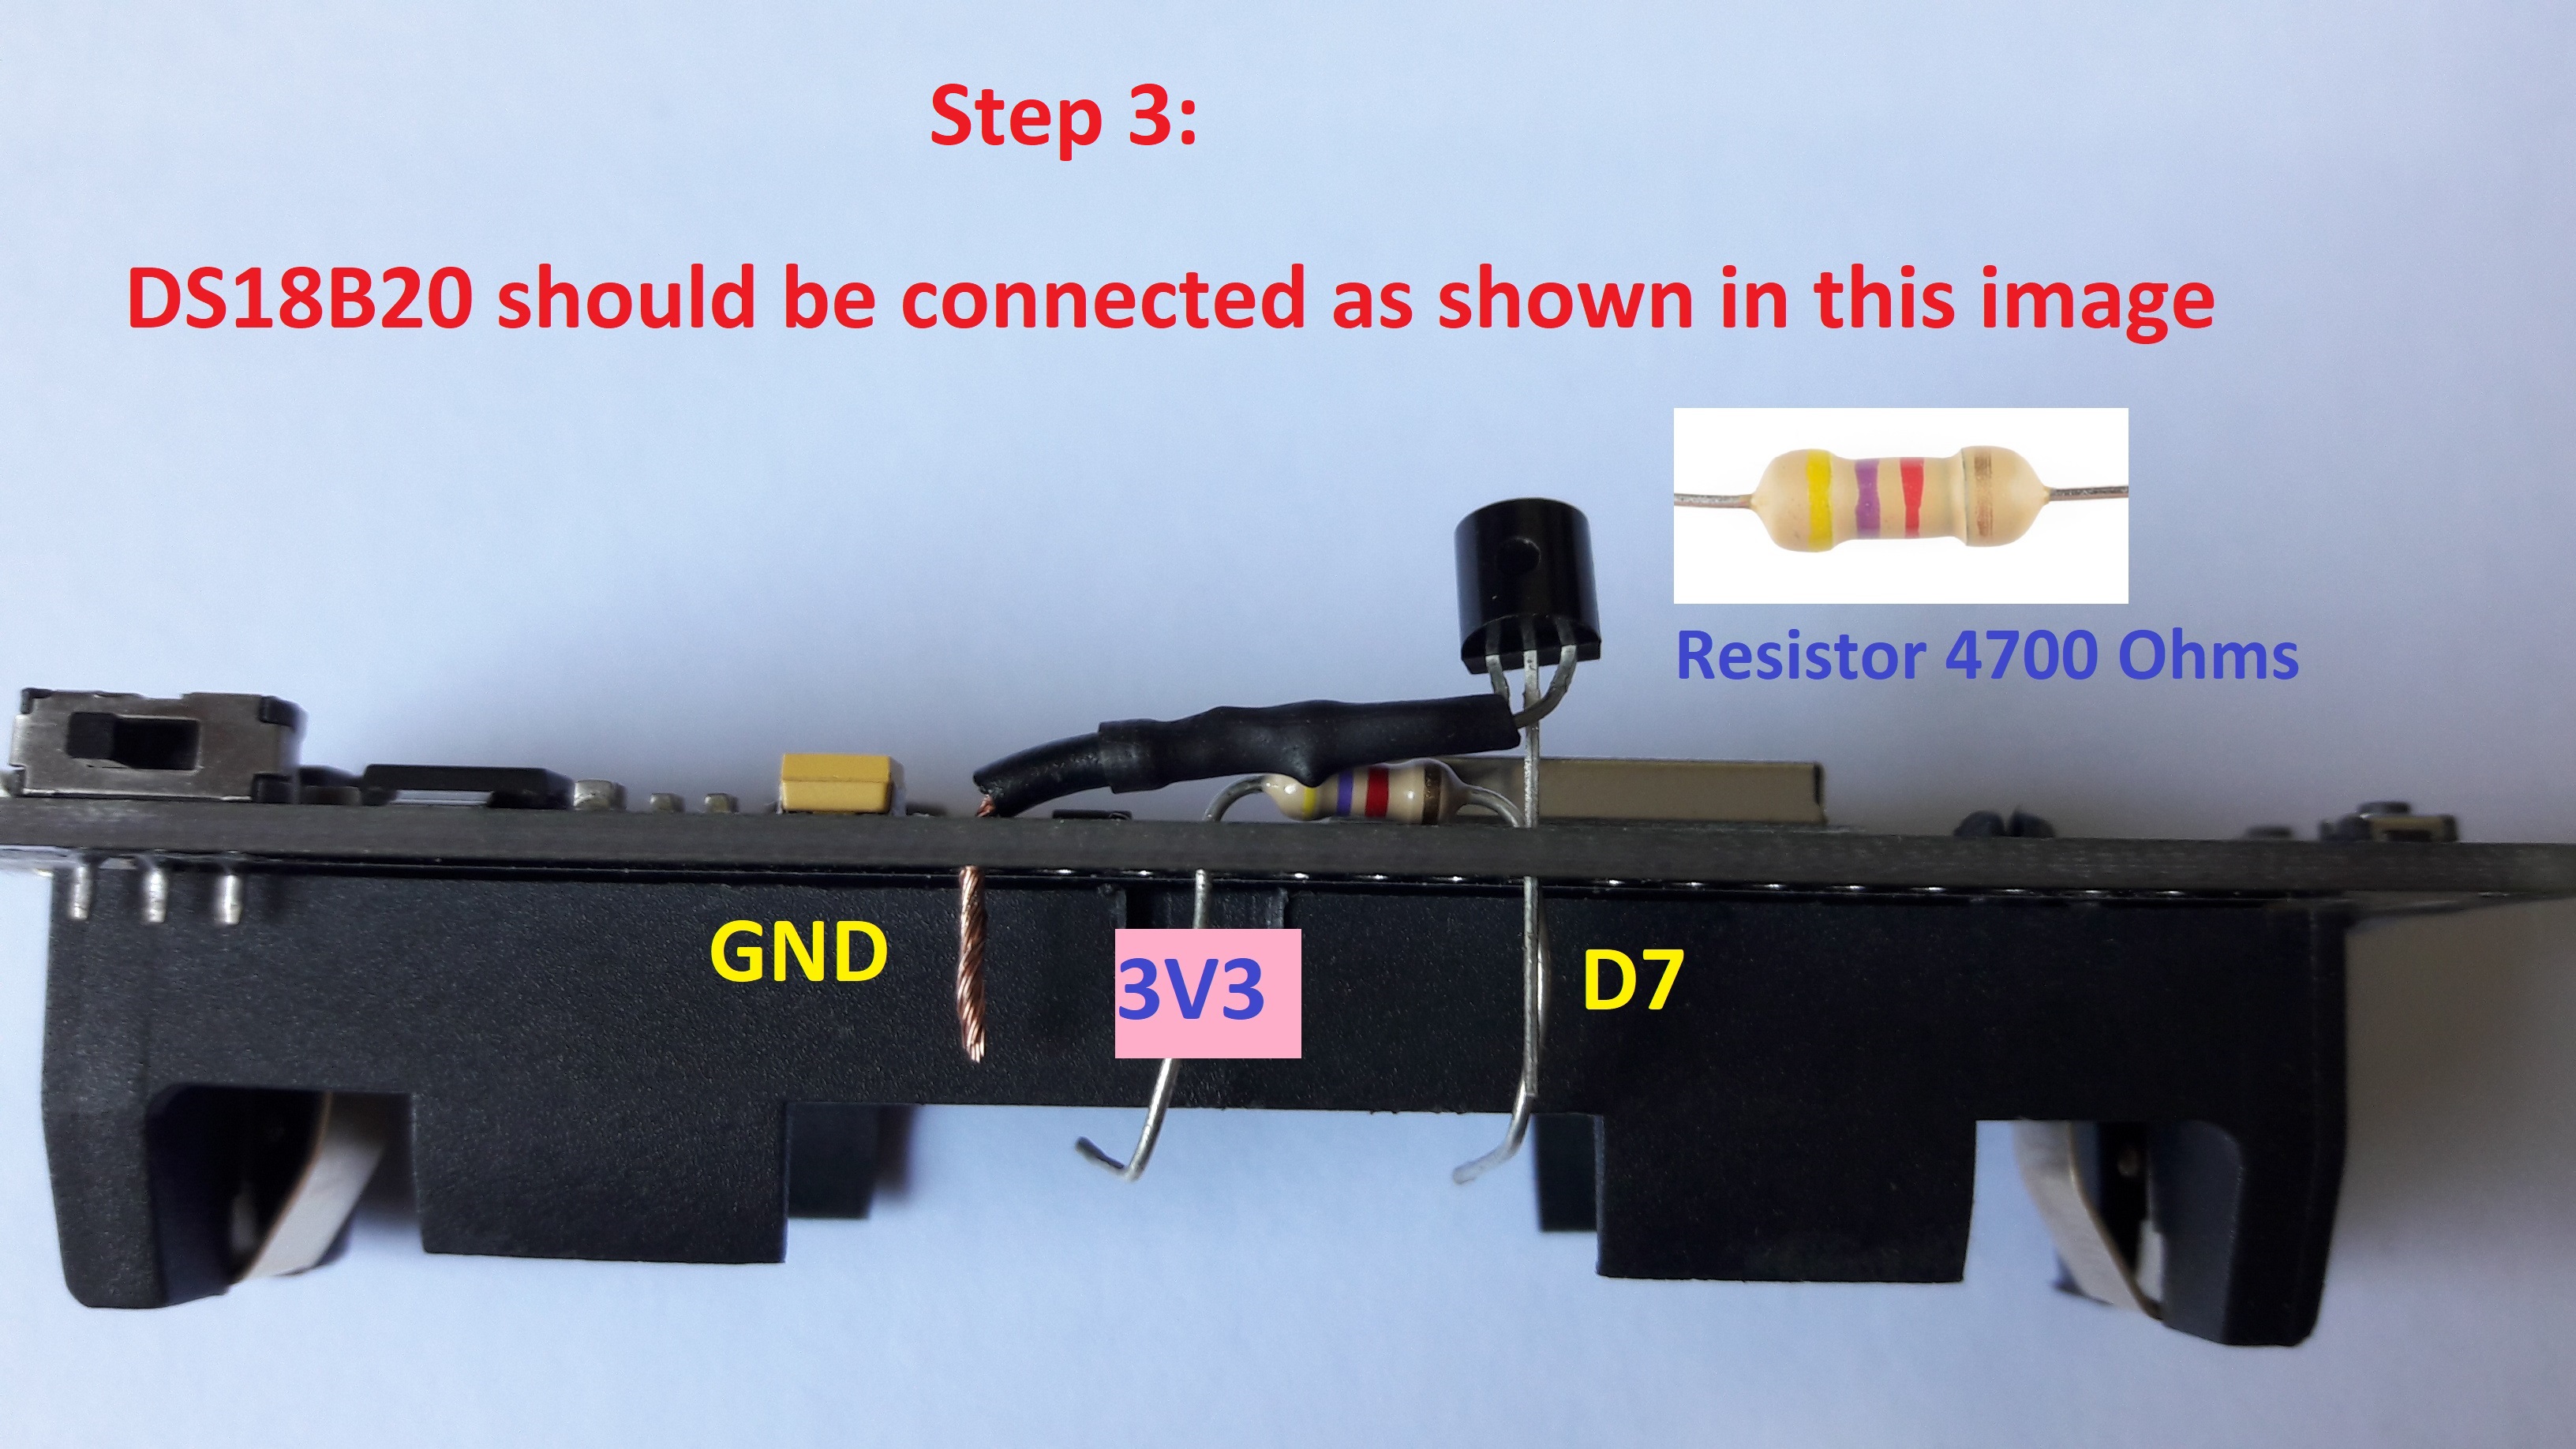 Step 3:
DS18B20 should be connected as shown in this image
Resistor 4700 Ohms
GND
3V3
D7